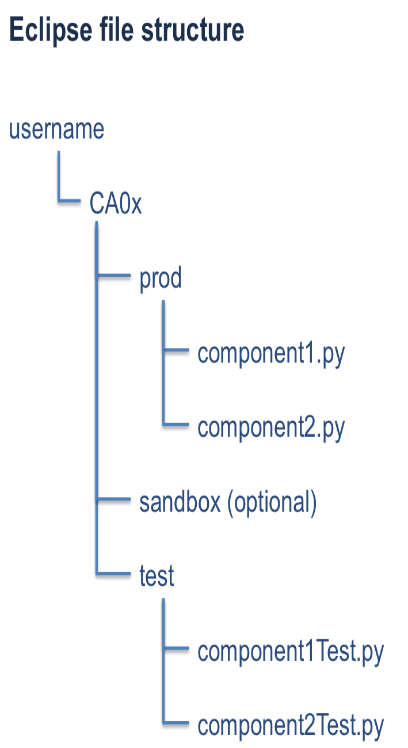 Eclipse file structure
username
CA0x
prod
component1.py
component2.py
sandbox (optional)
test
component1Test.py
component2Test.py